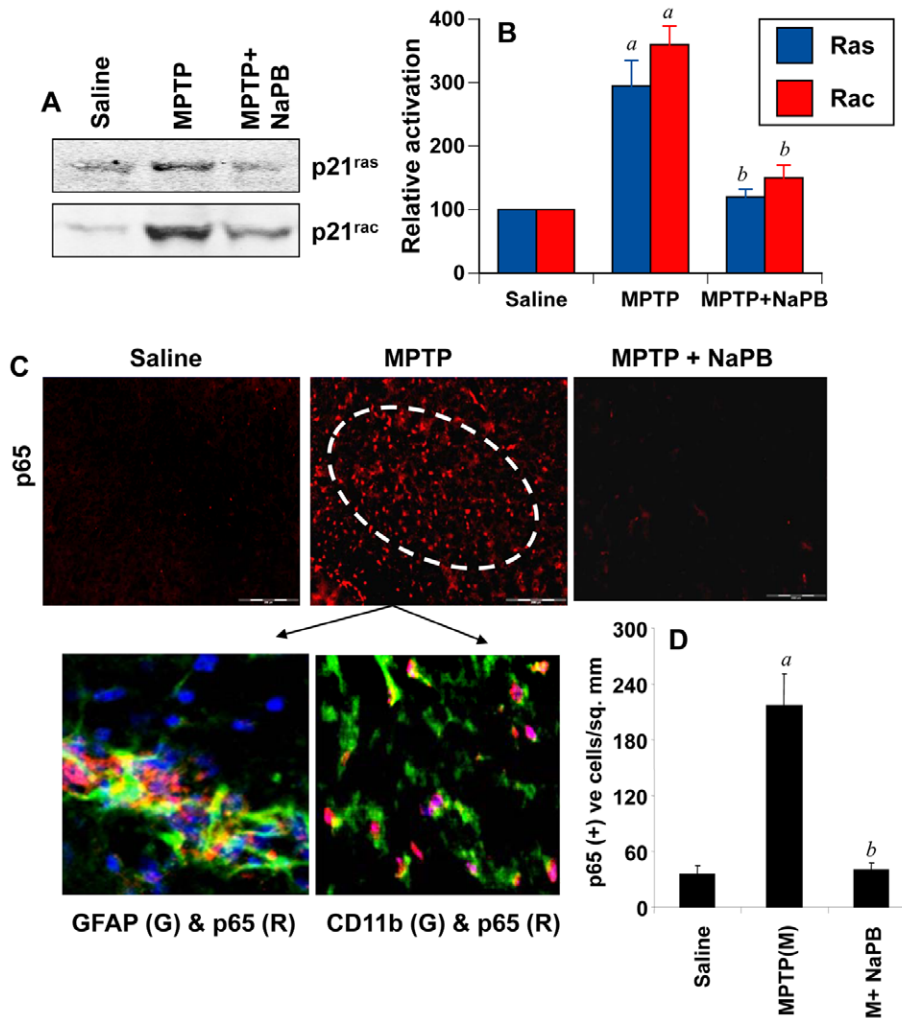 A
Saline
MPTP
MPTP+
NaPB
p21ras
p21rac
B
Relative activation
400
300
200
100
0
a
a
b
b
Saline
MPTP
MPTP+NaPB
Ras
Rac
C
Saline
MPTP
MPTP + NaPB
p65
GFAP (G) & p65 (R)
CD11b (G) & p65 (R)
D
p65 (+) ve cells/sq. mm
300
240
180
120
60
0
a
b
Saline
MPTP(M)
M+ NaPB